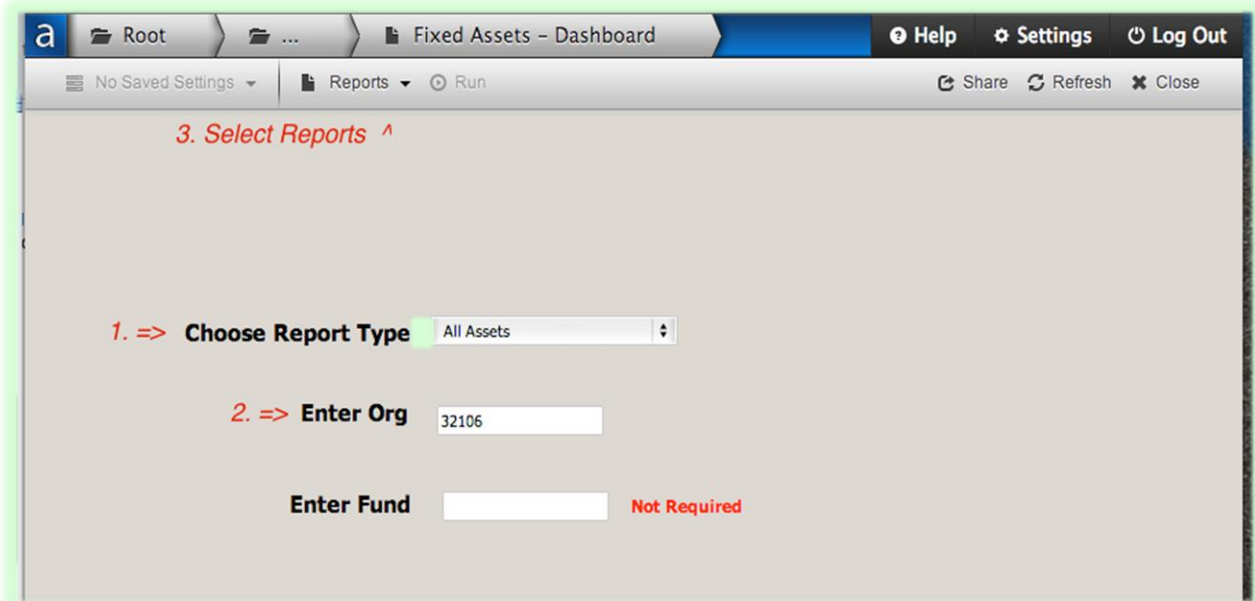 a Root ... Fixed Assets – Dashboard Help Settings Log Out
No Saved Settings Reports Run Share Refresh Close
3. Select Reports ^
1. => Choose Report Type All Assets
2. => Enter Org 32106
Enter Fund Not Required